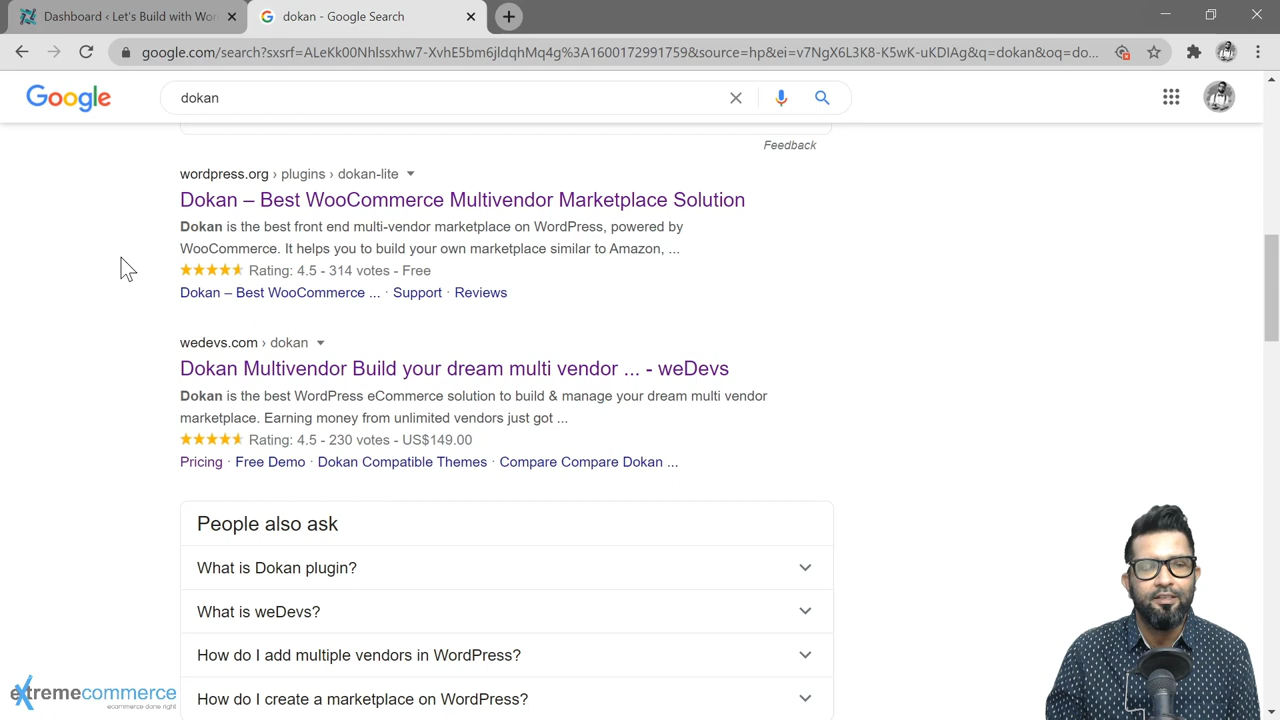 Dashboard ‹ Let's Build with Wor
dokan - Google Search
google.com/search?sxsrf=ALeKk00NhIssxhw7-XvhE5bm6jldqhMq4g%3A1600172991759&source=hp&ei=v7NgX6L3K8-K5wK-uKDIAg&q=dokan&oq=do...
Google
dokan
Feedback
wordpress.org › plugins › dokan-lite
Dokan – Best WooCommerce Multivendor Marketplace Solution
Dokan is the best front end multi-vendor marketplace on WordPress, powered by
WooCommerce. It helps you to build your own marketplace similar to Amazon, ...
Rating: 4.5 - 314 votes - Free
Dokan – Best WooCommerce ... · Support · Reviews
wedevs.com › dokan
Dokan Multivendor Build your dream multi vendor ... - weDevs
Dokan is the best WordPress eCommerce solution to build & manage your dream multi vendor
marketplace. Earning money from unlimited vendors just got ...
Rating: 4.5 - 230 votes - US$149.00
Pricing · Free Demo · Dokan Compatible Themes · Compare Compare Dokan ...
People also ask
What is Dokan plugin?
What is weDevs?
How do I add multiple vendors in WordPress?
How do I create a marketplace on WordPress?
extremecommerce
ecommerce done right